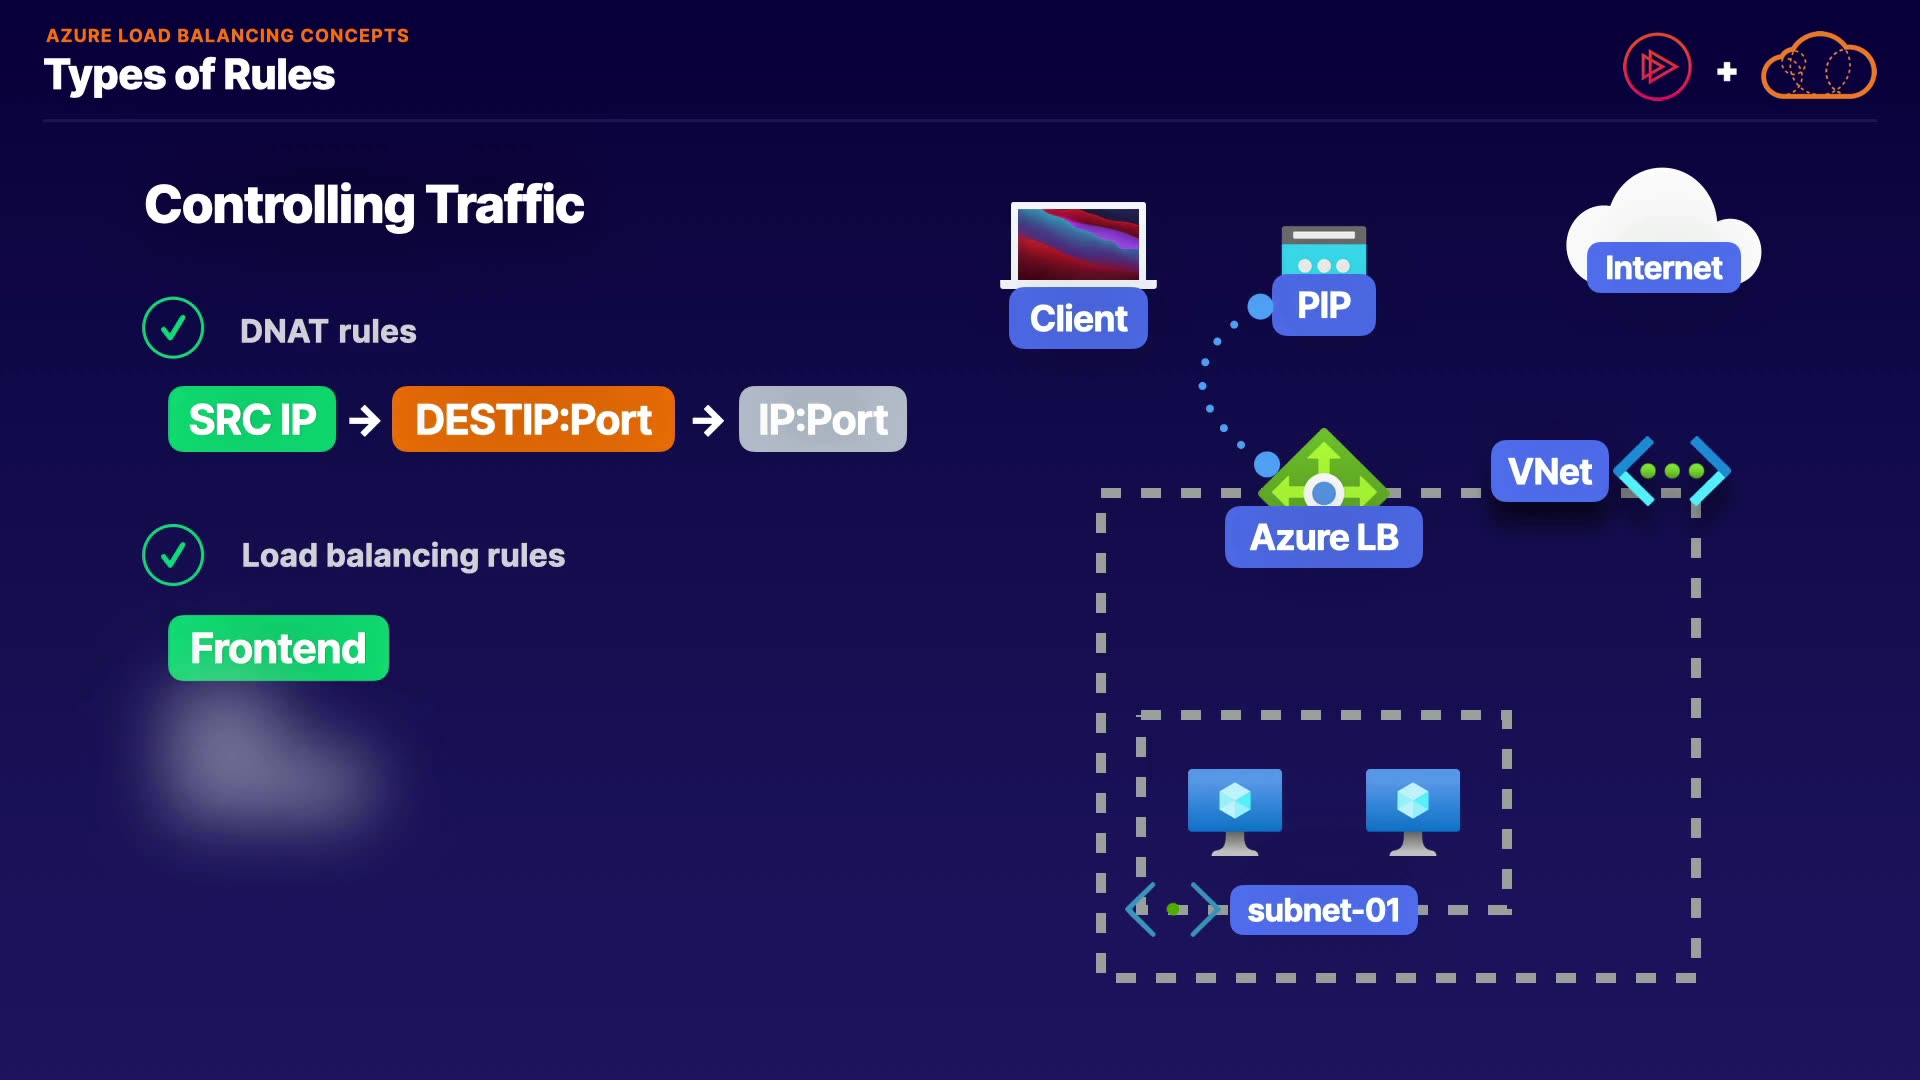 AZURE LOAD BALANCING CONCEPTS
Types of Rules
Controlling Traffic
DNAT rules
SRC IP → DESTIP:Port → IP:Port
Load balancing rules
Frontend
Client
PIP
Internet
Azure LB
VNet
subnet-01